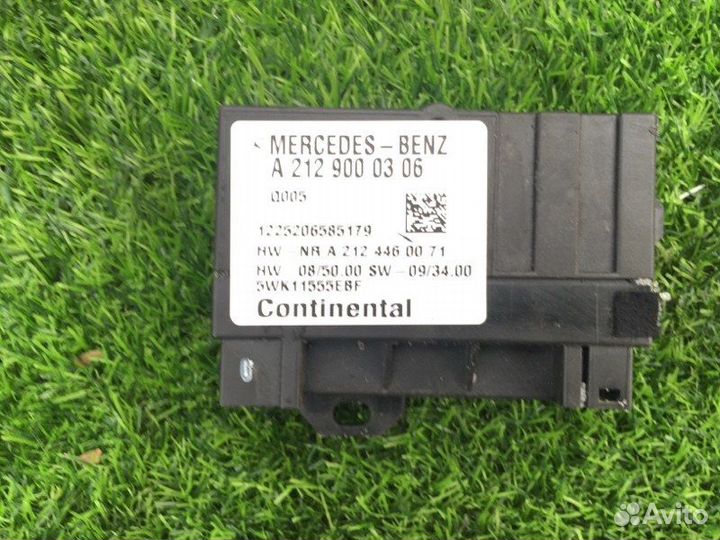 MERCEDES-BENZ
A 212 900 03 06
Q005
1225206585179
HW-NR A 212 446 00 71
HW 08/50.00 SW-09/34.00
5WK11555EBF
Continental
Avito